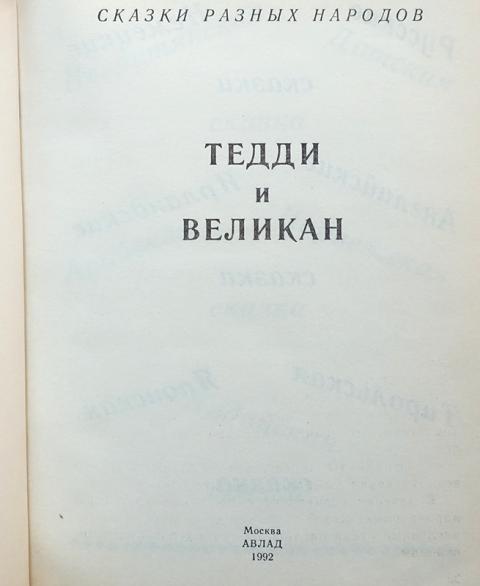 СКАЗКИ РАЗНЫХ НАРОДОВ
ТЕДДИ
и
ВЕЛИКАН
Москва
АВЛАД
1992